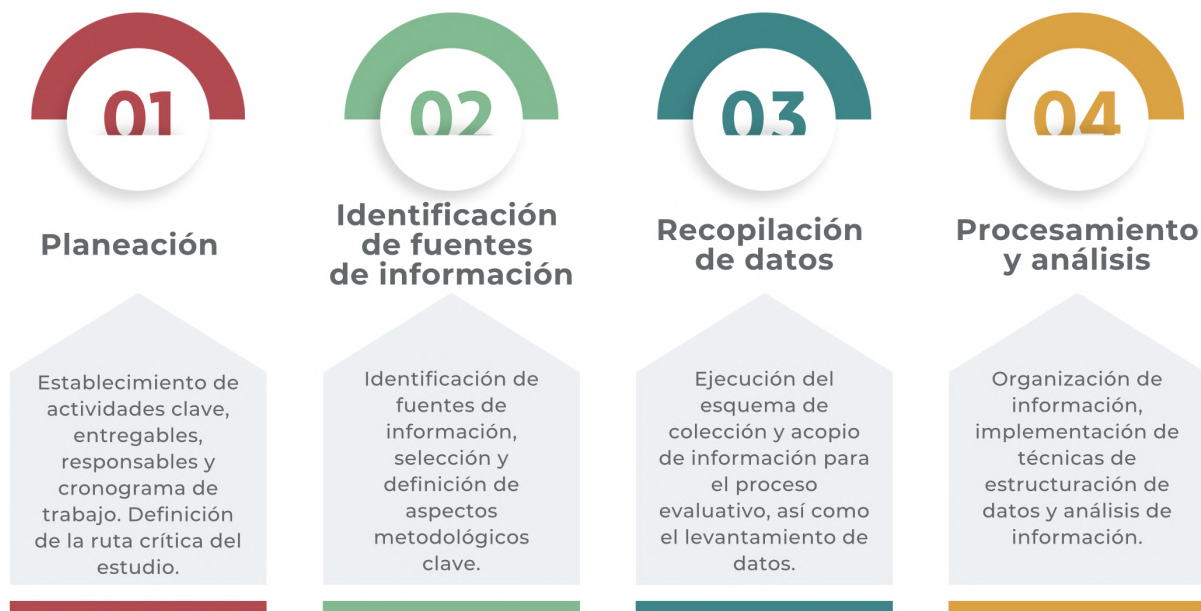 01
Planeación
Establecimiento de
actividades clave,
entregables,
responsables y
cronograma de
trabajo. Definición
de la ruta crítica del
estudio.
02
Identificación
de fuentes
de información
Identificación de
fuentes de
información,
selección y
definición de
aspectos
metodológicos
clave.
03
Recopilación
de datos
Ejecución del
esquema de
colección y acopio
de información para
el proceso
evaluativo, así como
el levantamiento de
datos.
04
Procesamiento
y análisis
Organización de
información,
implementación de
técnicas de
estructuración de
datos y análisis de
información.